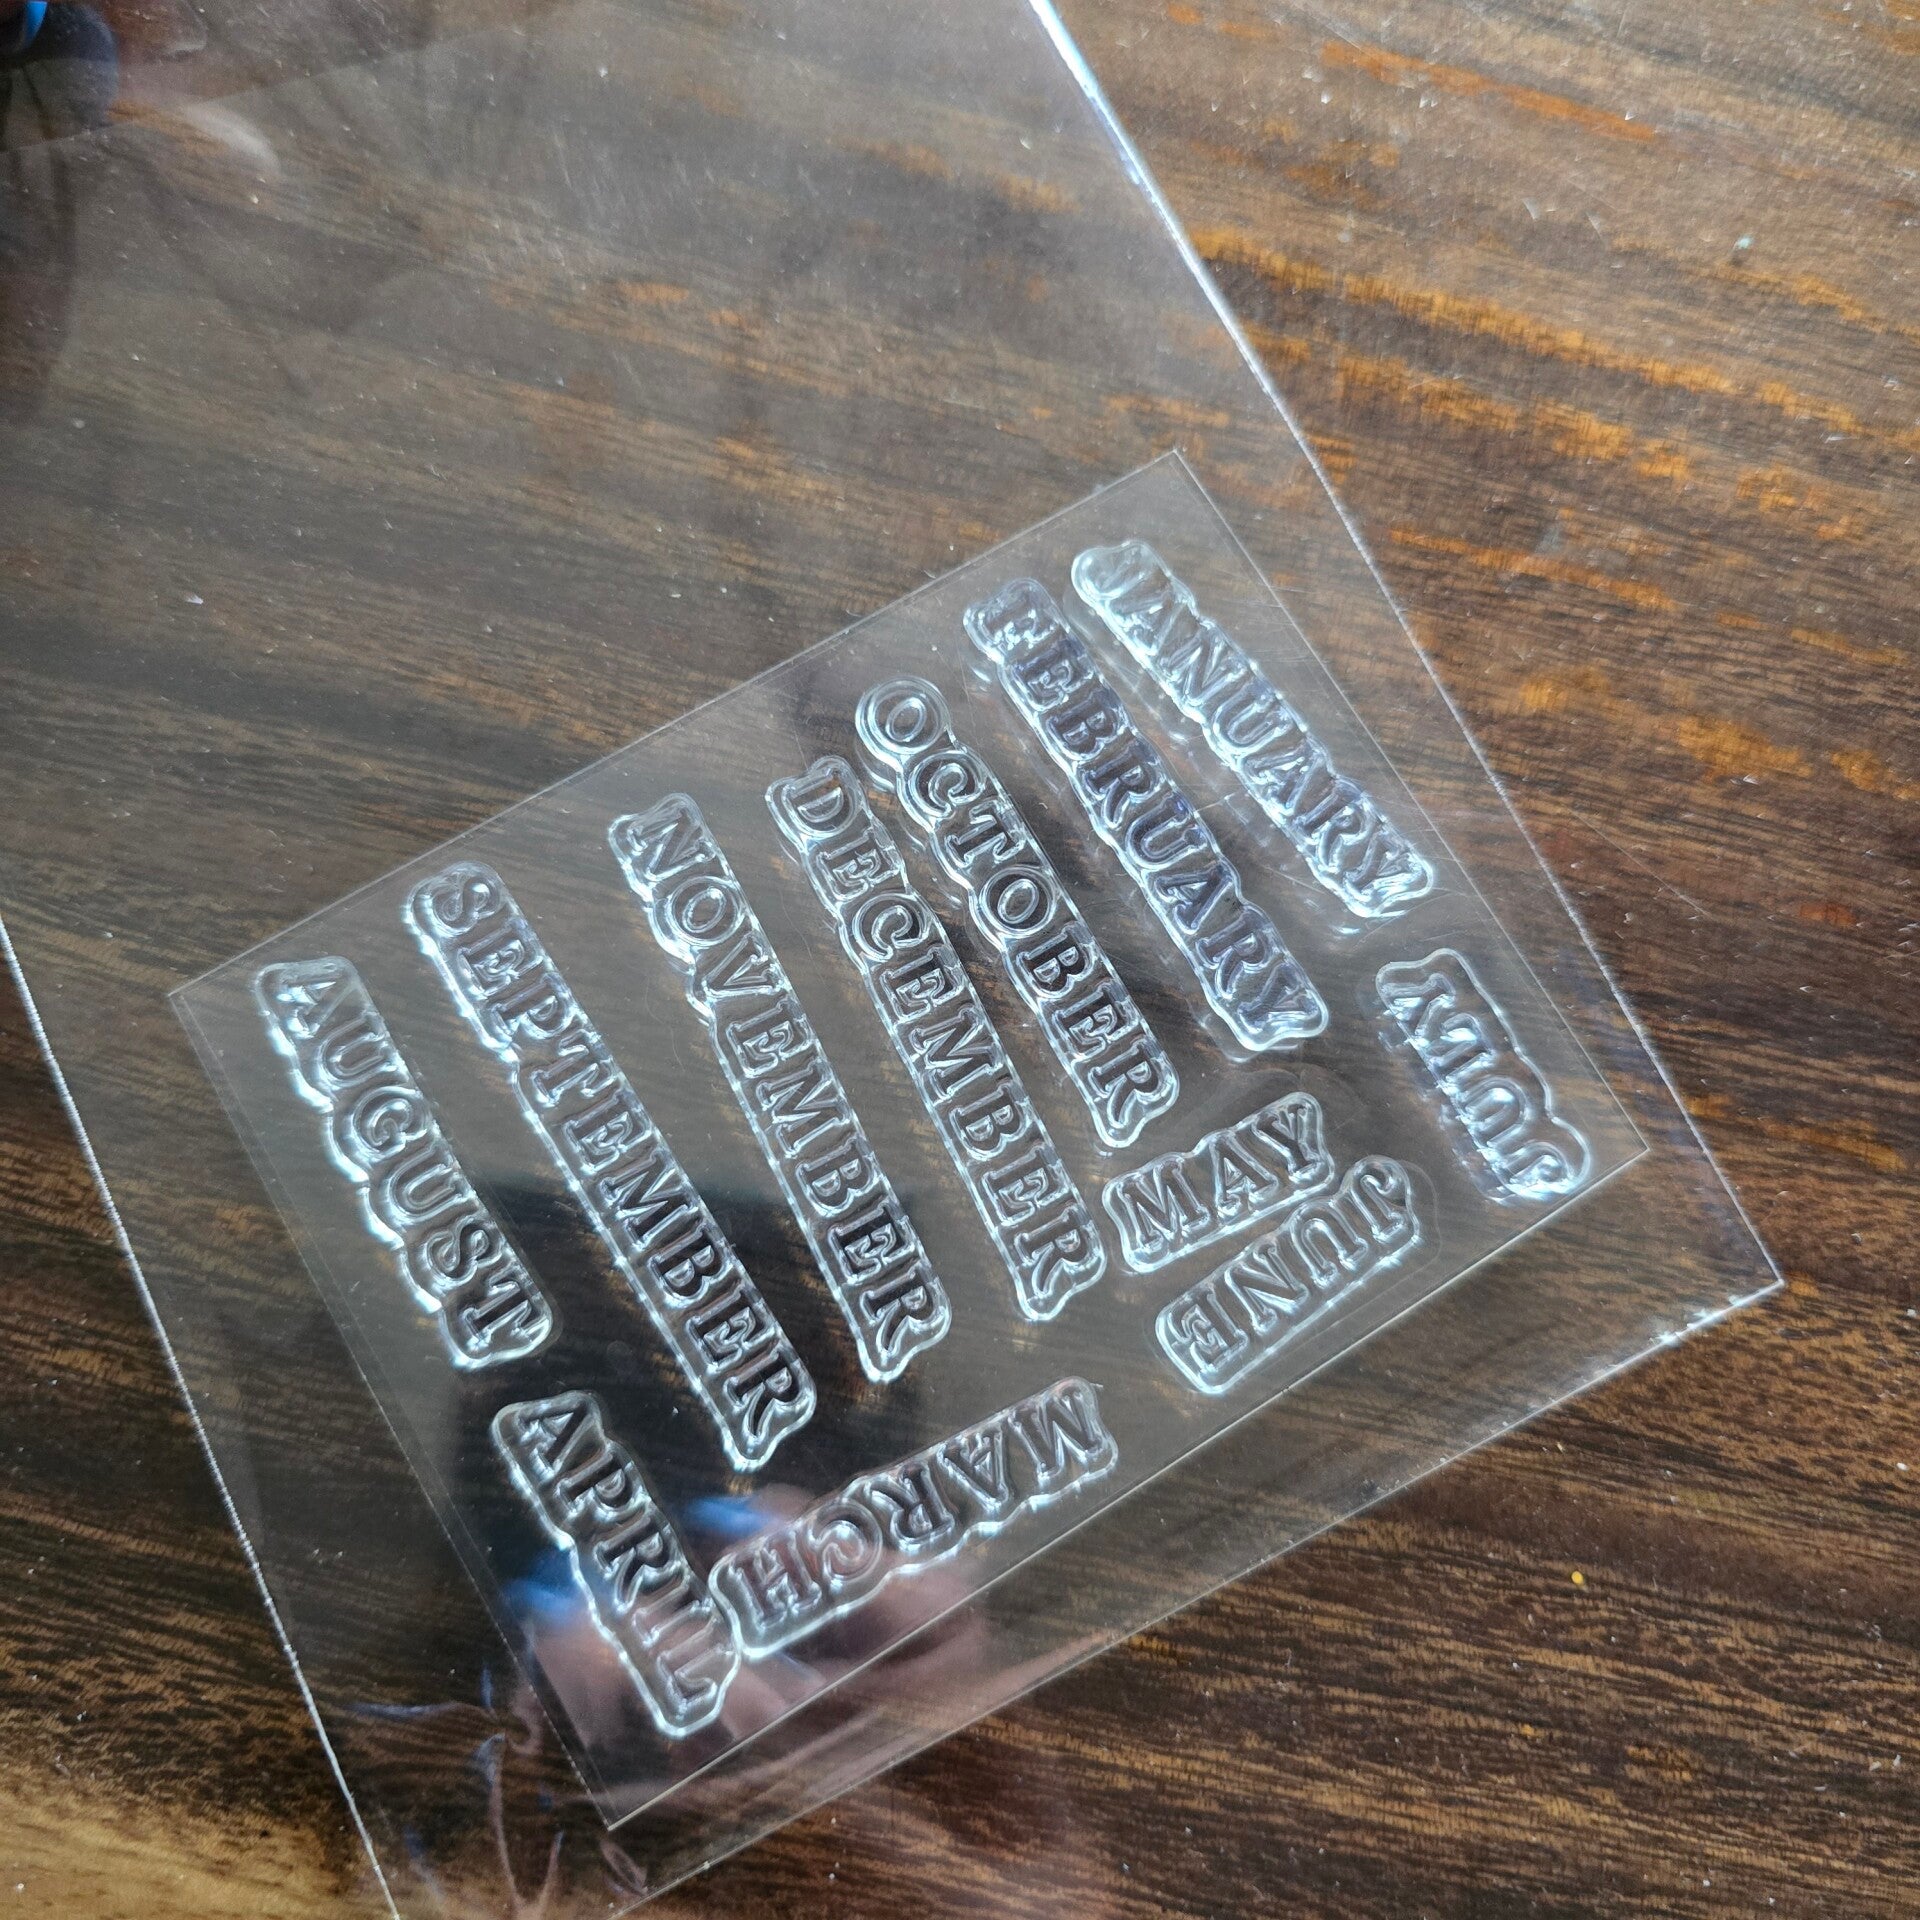 JANUARY
FEBRUARY
OCTOBER
DECEMBER
NOVEMBER
SEPTEMBER
AUGUST
JULY
MAY
JUNE
MARCH
APRIL